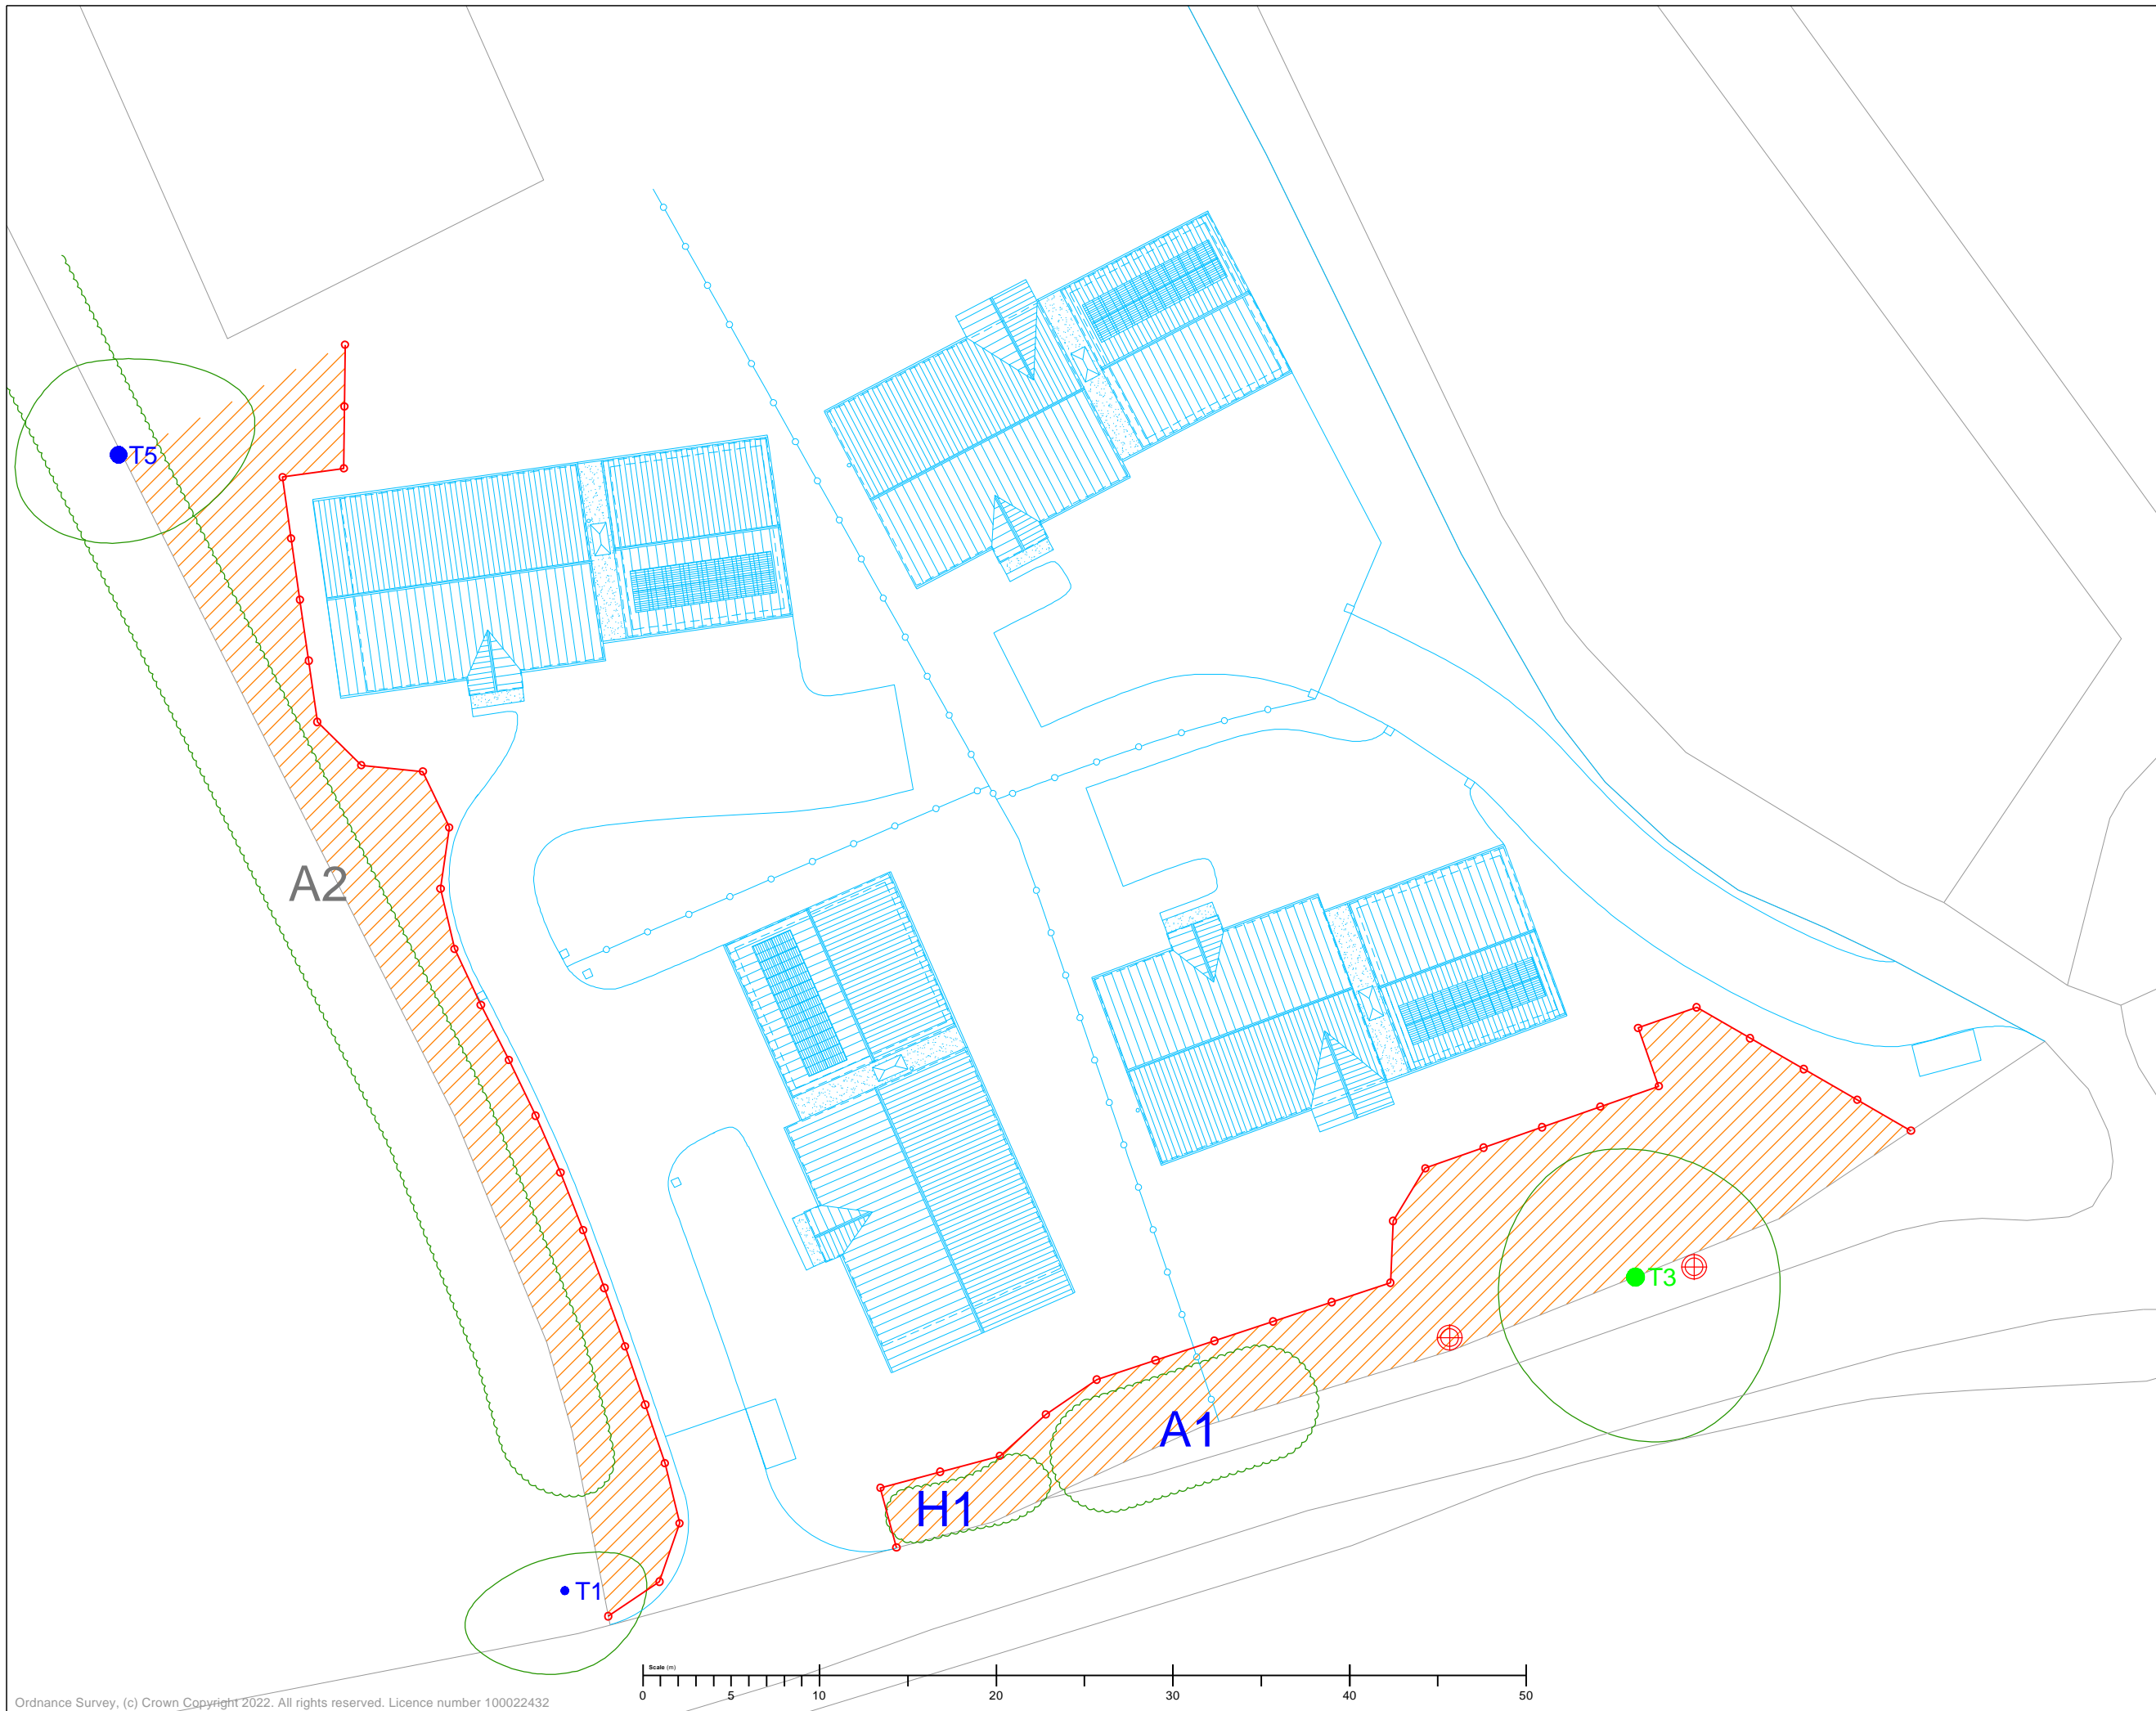 T5
A2
T3
A1
H1
T1
Scale (m)
0 5 10 20 30 40 50
Ordnance Survey, (c) Crown Copyright 2022. All rights reserved. Licence number 100022432